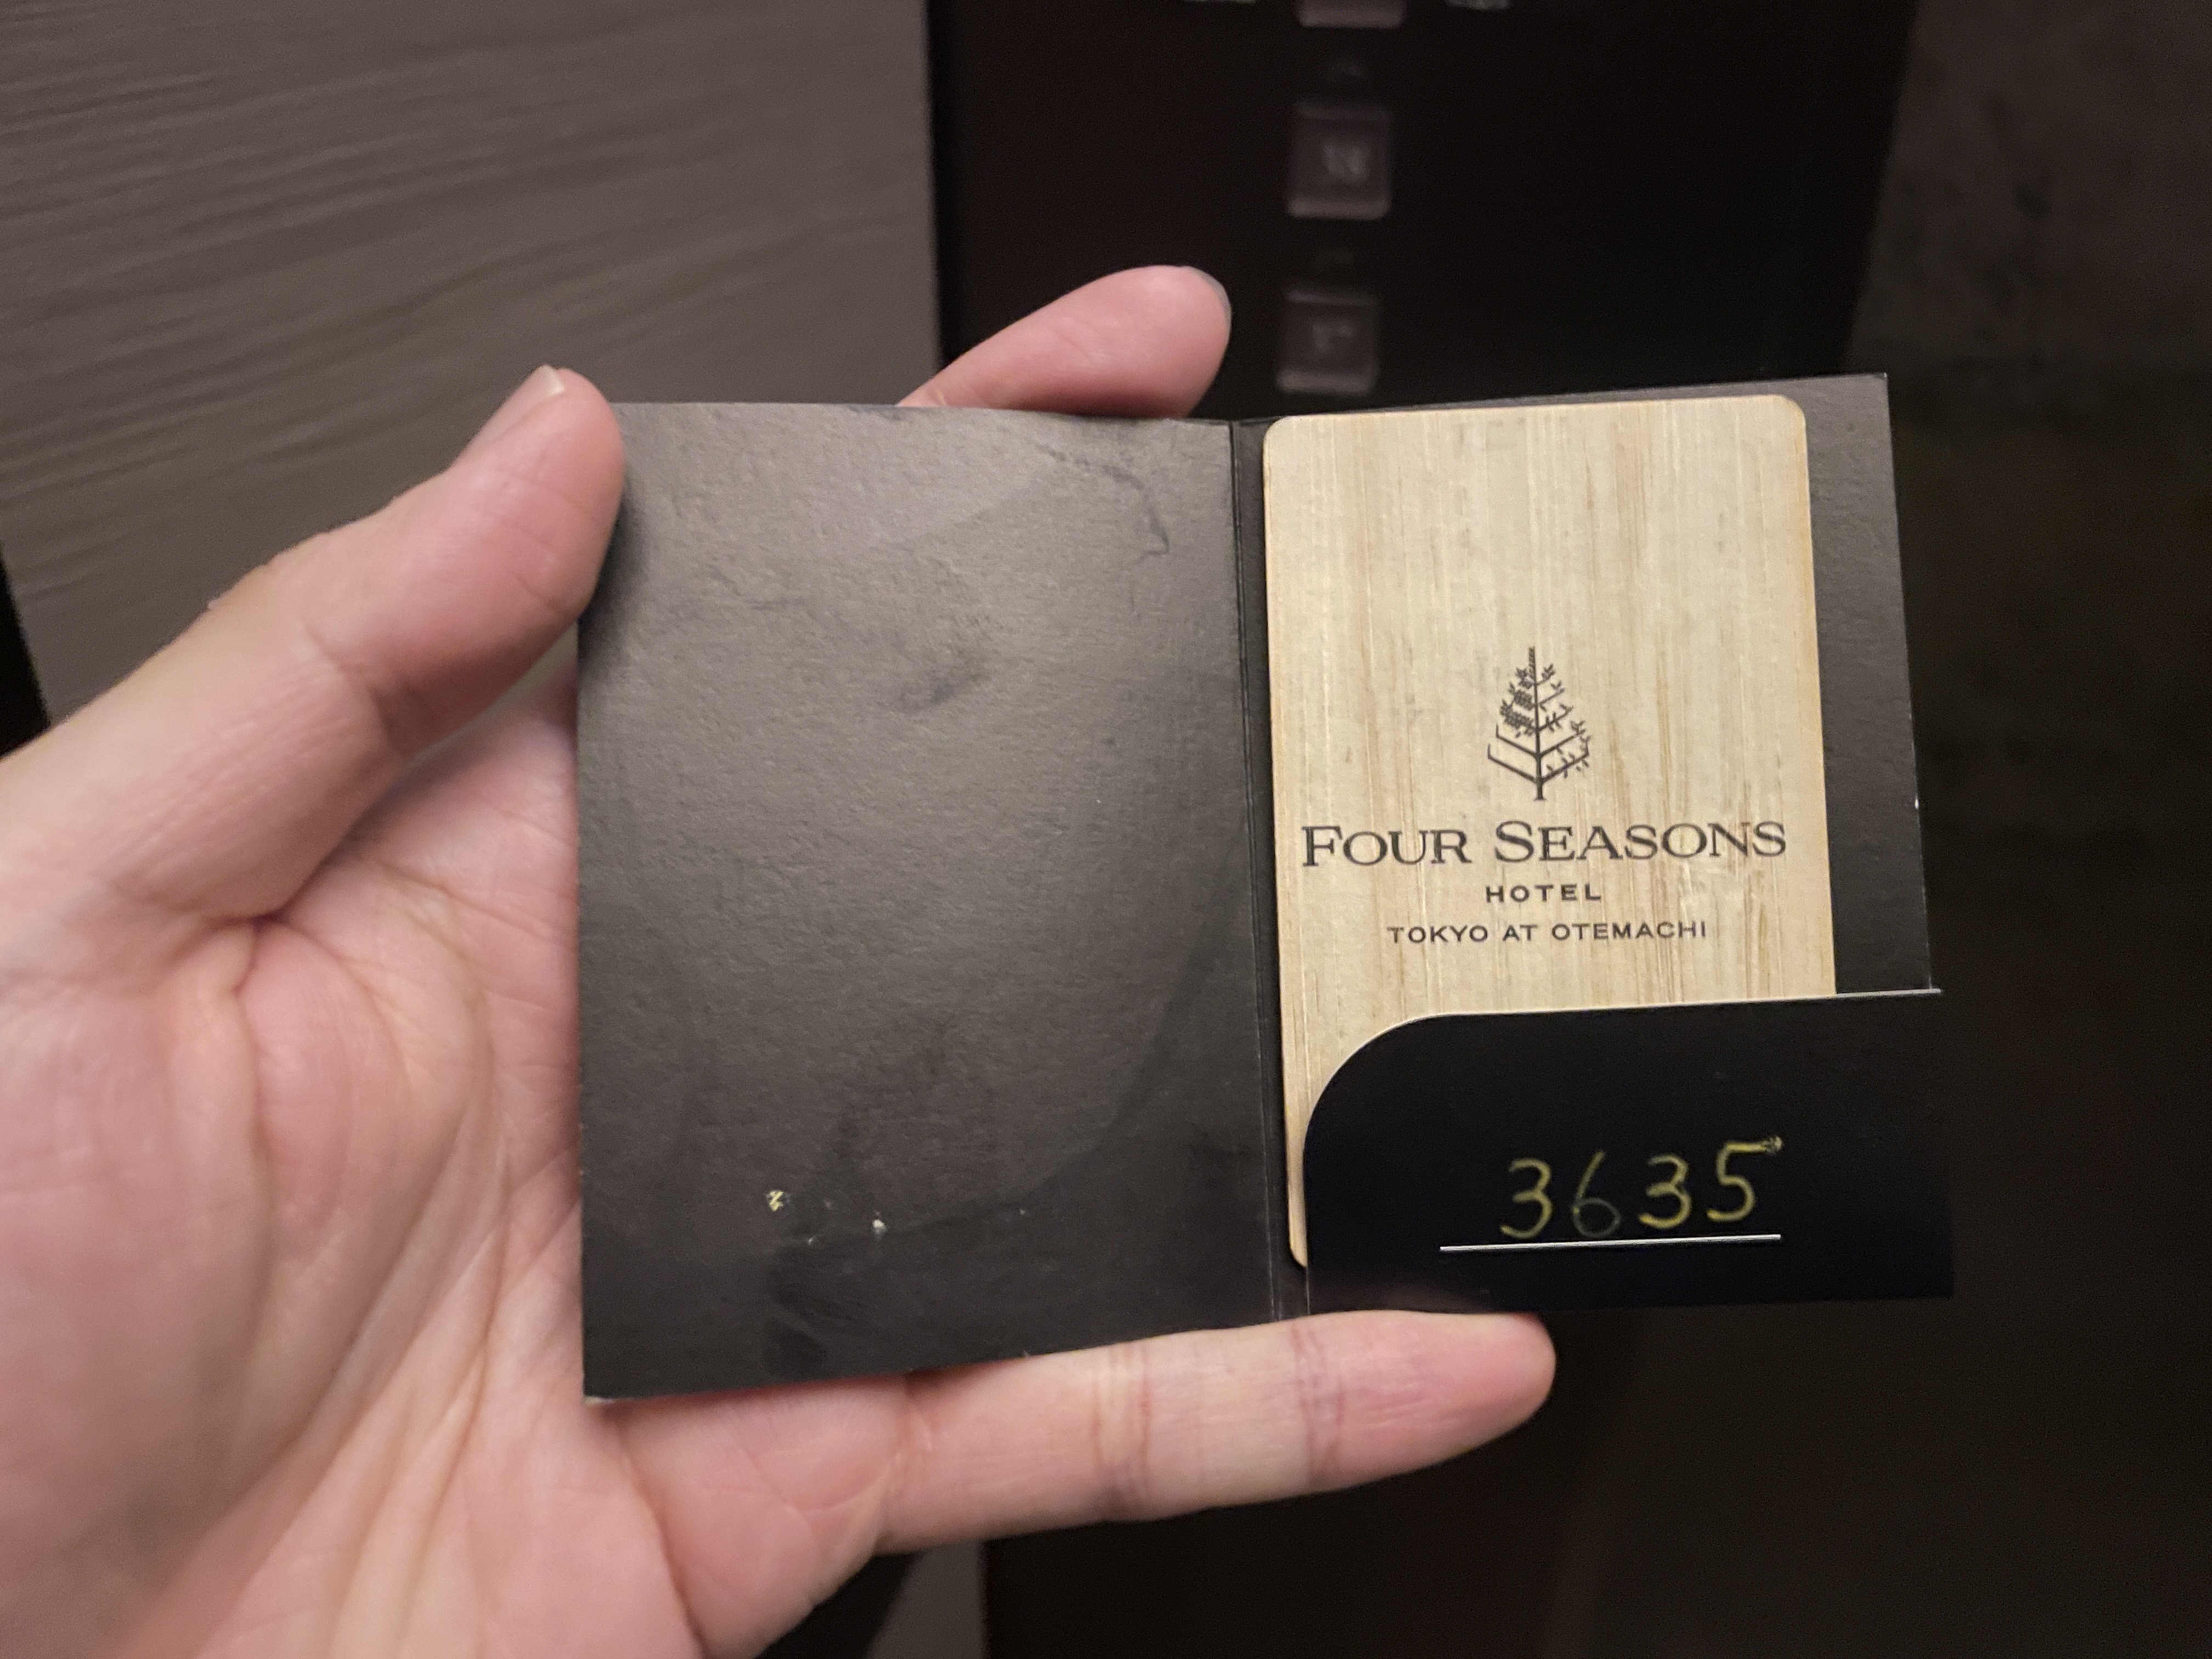 FOUR SEASONS
HOTEL
TOKYO AT OTEMACHI
3635